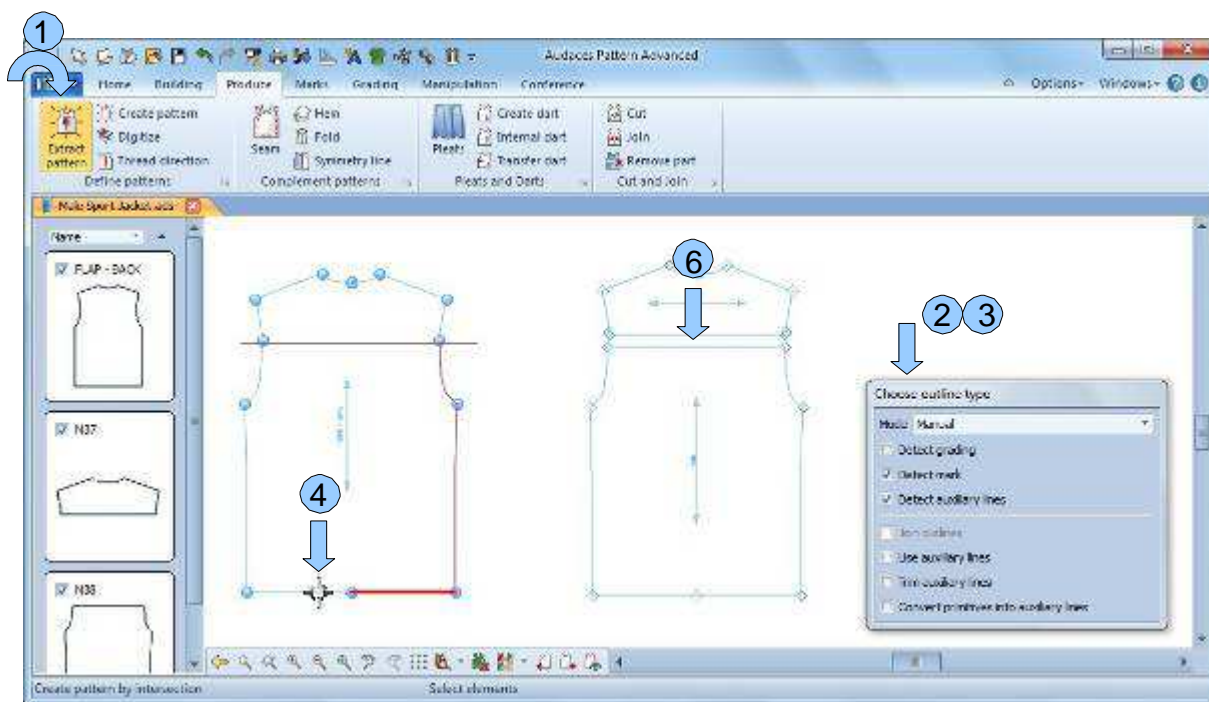 1
Audaces Pattern Advanced
Home Building Produce Marks Grading Manipulation Conference Options Windows
Extract pattern
Create pattern
Digitize
Thread direction
Define patterns
Seam
Hem
Fold
Symmetry line
Complement patterns
Pleats
Create dart
Internal dart
Transfer dart
Pleats and Darts
Cut
Join
Remove part
Cut and Join
Male Sport Jacket.ads
Name
FLAP - BACK
N37
N38
6
2 3
4
Choose outline type
Mode Manual
Detect grading
Detect mark
Detect auxiliary lines
Join outlines
Use auxiliary lines
Trim auxiliary lines
Convert primitives into auxiliary lines
Create pattern by intersection
Select elements